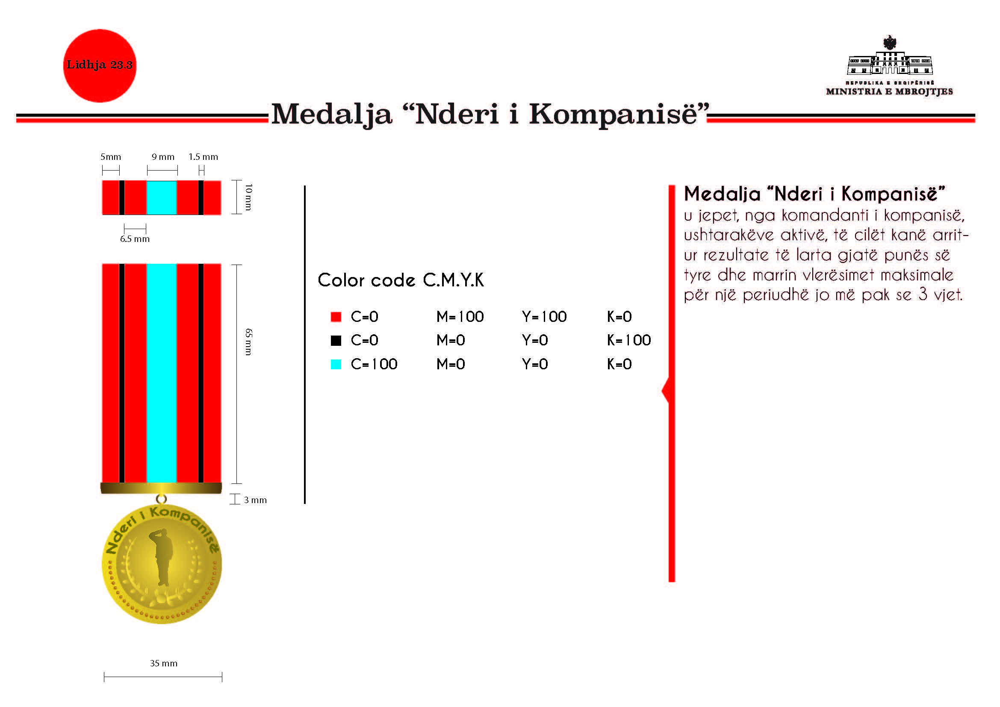 Lidhja 23.3
REPUBLIKA E SHQIPËRISË
MINISTRIA E MBROJTJES
Medalja “Nderi i Kompanisë”
5mm
9 mm
1.5 mm
10 mm
6.5 mm
65 mm
3 mm
Nderi i Kompanisë
35 mm
Color code C.M.Y.K
C=0 M=100 Y=100 K=0
C=0 M=0 Y=0 K=100
C=100 M=0 Y=0 K=0
Medalja “Nderi i Kompanisë”
u jepet, nga komandanti i kompanisë,
ushtarakëve aktivë, të cilët kanë arrit-
ur rezultate të larta gjatë punës së
tyre dhe marrin vlerësimet maksimale
për një periudhë jo më pak se 3 vjet.